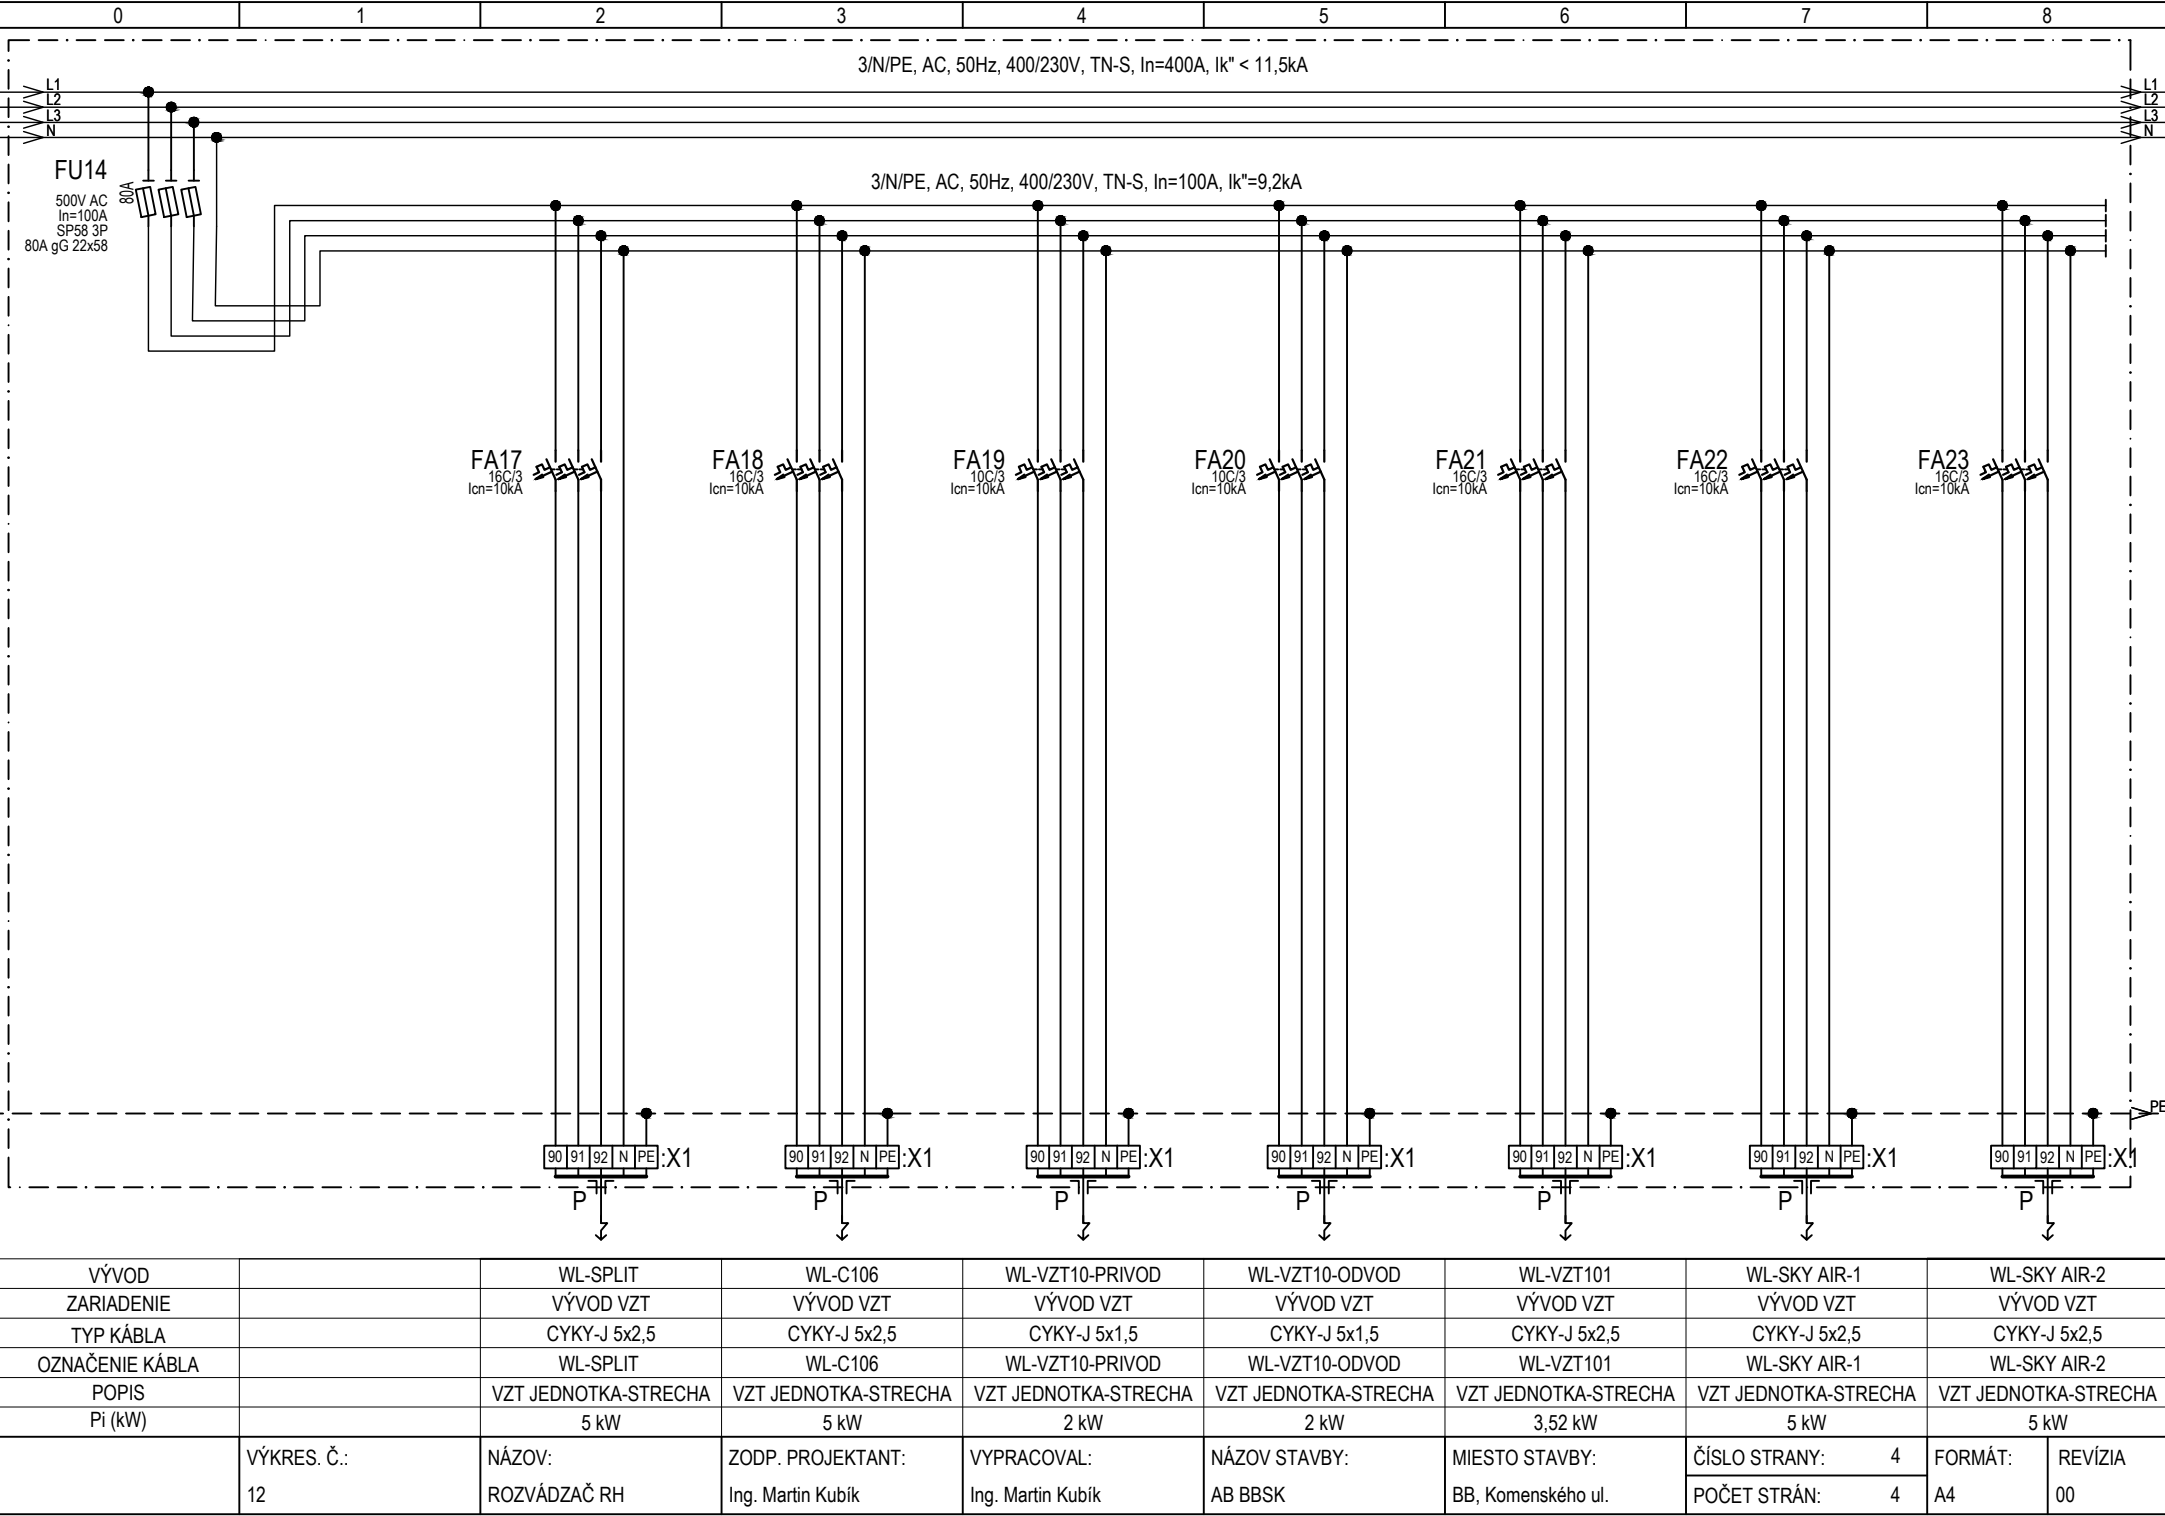 0 1 2 3 4 5 6 7 8
3/N/PE, AC, 50Hz, 400/230V, TN-S, In=400A, Ik" < 11,5kA
L1 L1
L2 L2
L3 L3
N N
FU14
80A
500V AC
In=100A
SP58 3P
80A gG 22x58
3/N/PE, AC, 50Hz, 400/230V, TN-S, In=100A, Ik"=9,2kA
FA17
16C/3
Icn=10kA
FA18
16C/3
Icn=10kA
FA19
10C/3
Icn=10kA
FA20
10C/3
Icn=10kA
FA21
16C/3
Icn=10kA
FA22
16C/3
Icn=10kA
FA23
16C/3
Icn=10kA
PE
90 91 92 N PE :X1 90 91 92 N PE :X1 90 91 92 N PE :X1 90 91 92 N PE :X1 90 91 92 N PE :X1 90 91 92 N PE :X1 90 91 92 N PE :X1
P P P P P P P
VÝVOD WL-SPLIT WL-C106 WL-VZT10-PRIVOD WL-VZT10-ODVOD WL-VZT101 WL-SKY AIR-1 WL-SKY AIR-2
ZARIADENIE VÝVOD VZT VÝVOD VZT VÝVOD VZT VÝVOD VZT VÝVOD VZT VÝVOD VZT VÝVOD VZT
TYP KÁBLA CYKY-J 5x2,5 CYKY-J 5x2,5 CYKY-J 5x1,5 CYKY-J 5x1,5 CYKY-J 5x2,5 CYKY-J 5x2,5 CYKY-J 5x2,5
OZNAČENIE KÁBLA WL-SPLIT WL-C106 WL-VZT10-PRIVOD WL-VZT10-ODVOD WL-VZT101 WL-SKY AIR-1 WL-SKY AIR-2
POPIS VZT JEDNOTKA-STRECHA VZT JEDNOTKA-STRECHA VZT JEDNOTKA-STRECHA VZT JEDNOTKA-STRECHA VZT JEDNOTKA-STRECHA VZT JEDNOTKA-STRECHA VZT JEDNOTKA-STRECHA
Pi (kW) 5 kW 5 kW 2 kW 2 kW 3,52 kW 5 kW 5 kW
VÝKRES. Č.: NÁZOV: ZODP. PROJEKTANT: VYPRACOVAL: NÁZOV STAVBY: MIESTO STAVBY: ČÍSLO STRANY: 4 FORMÁT: REVÍZIA
12 ROZVÁDZAČ RH Ing. Martin Kubík Ing. Martin Kubík AB BBSK BB, Komenského ul. POČET STRÁN: 4 A4 00